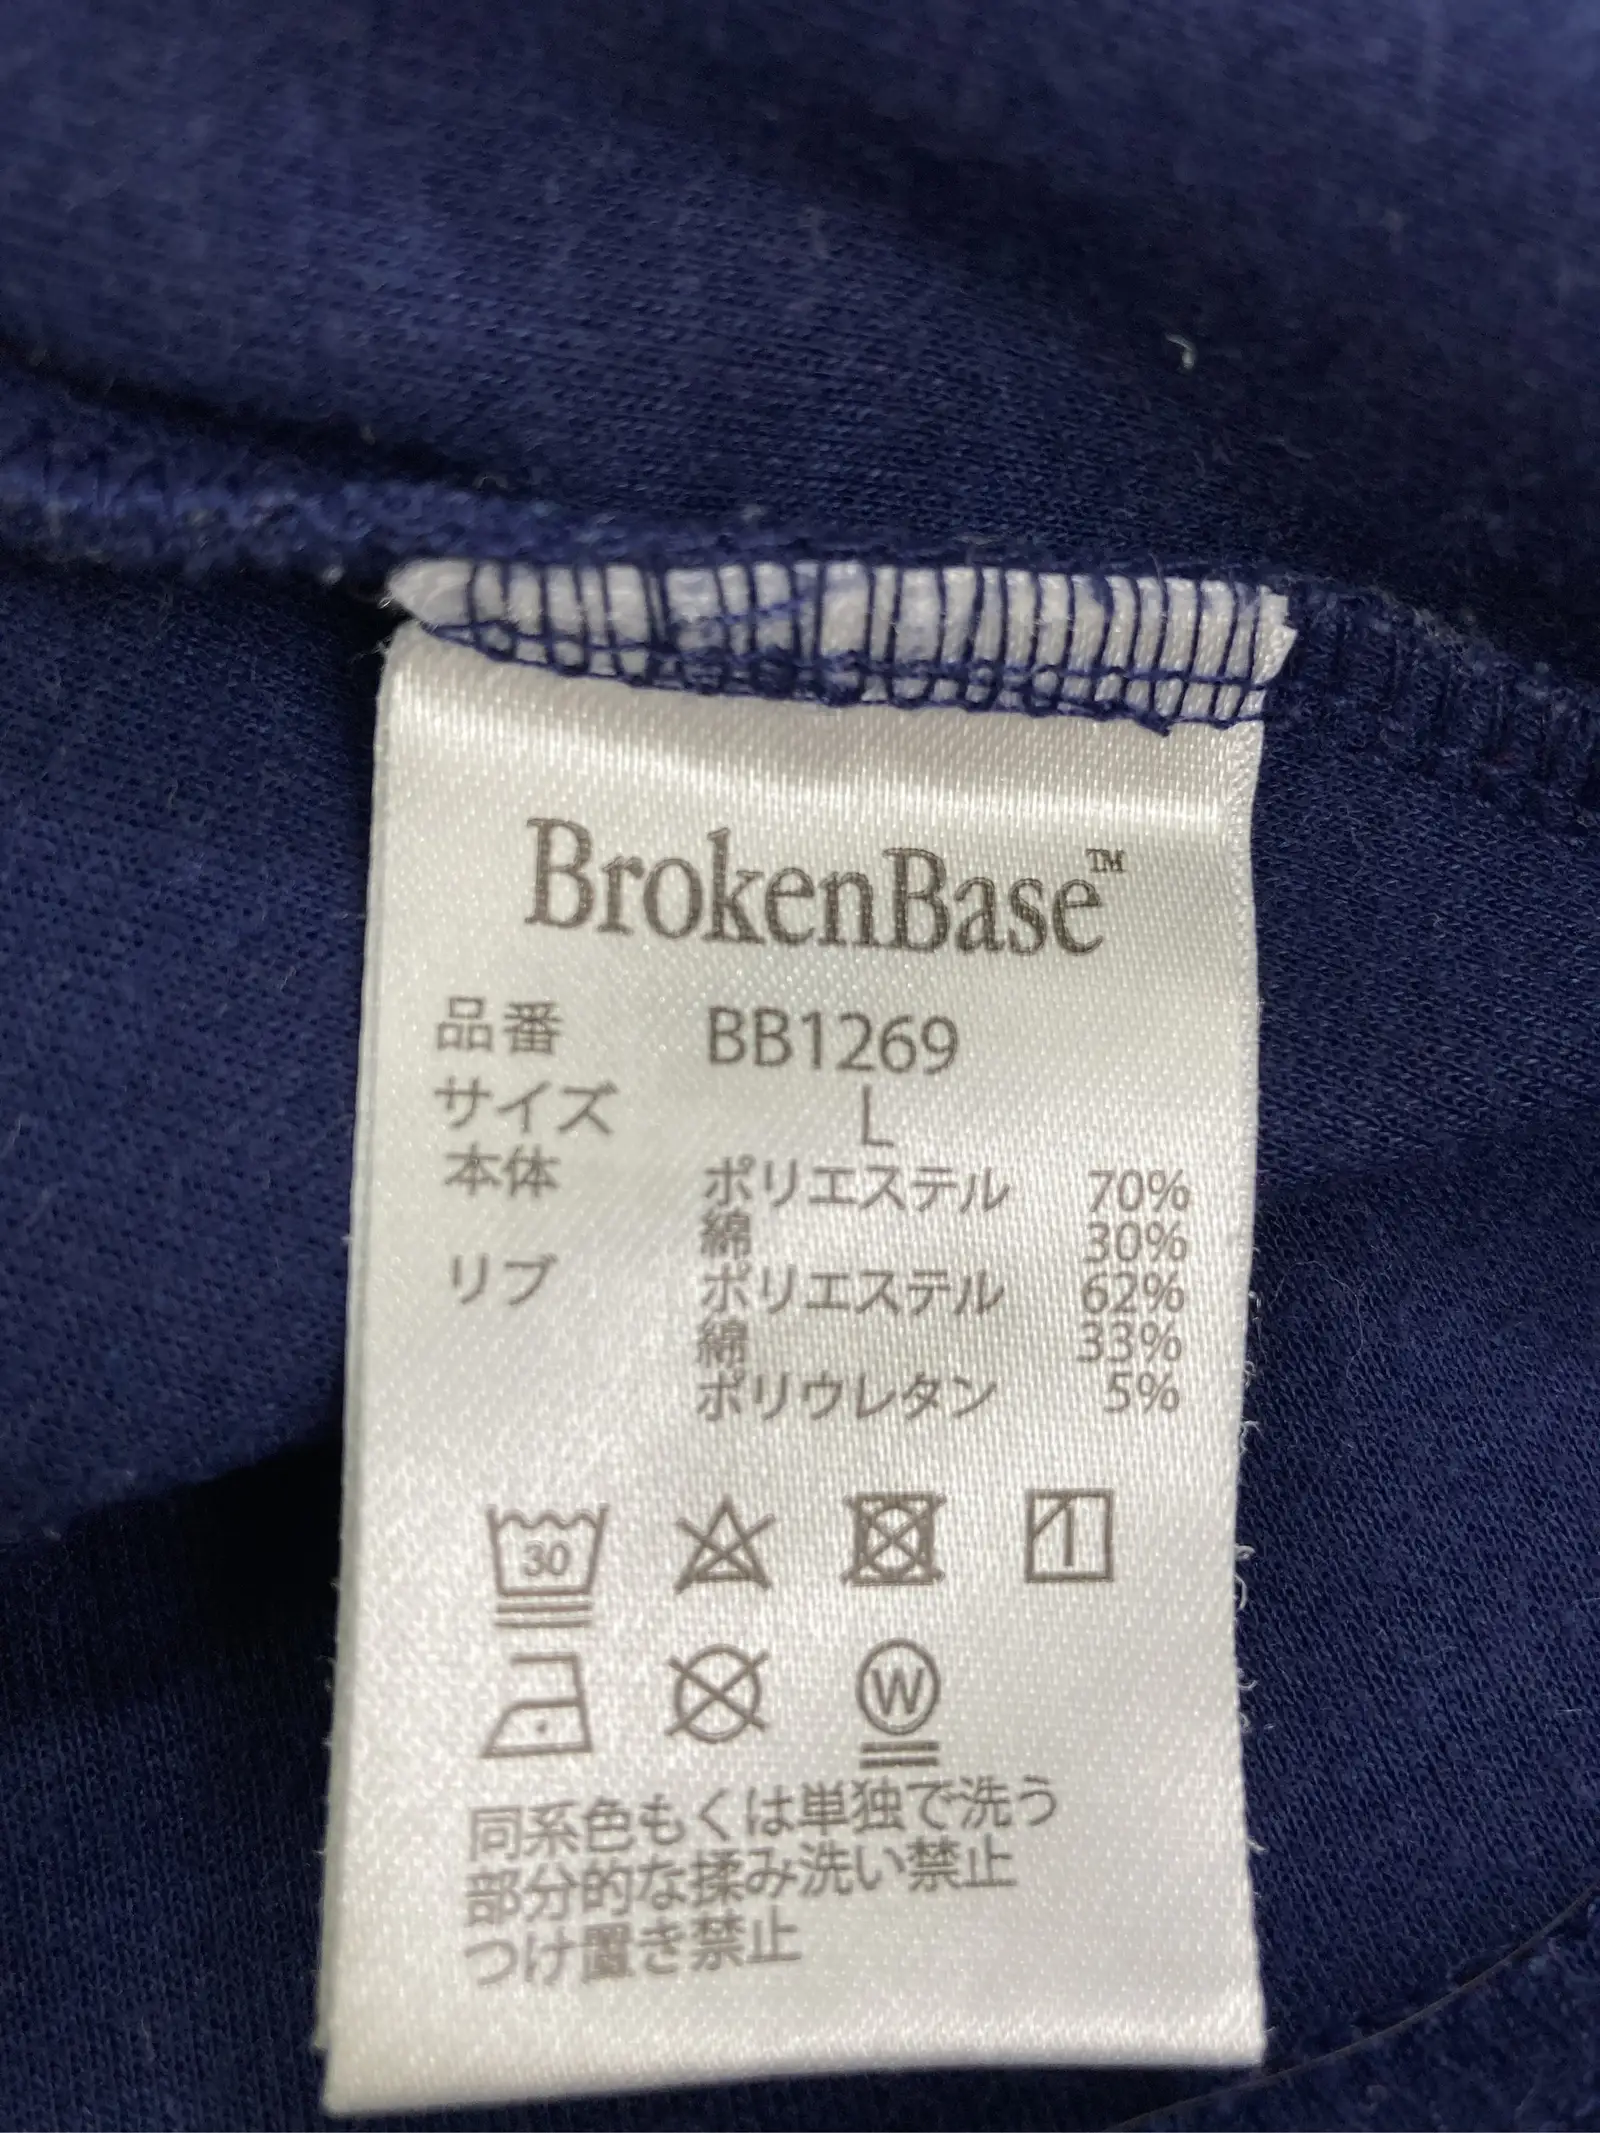 BrokenBase™
品番 BB1269
サイズ L
本体 ポリエステル 70%
綿 30%
リブ ポリエステル 62%
綿 33%
ポリウレタン 5%
30
W
同系色もくは単独で洗う
部分的な揉み洗い禁止
つけ置き禁止